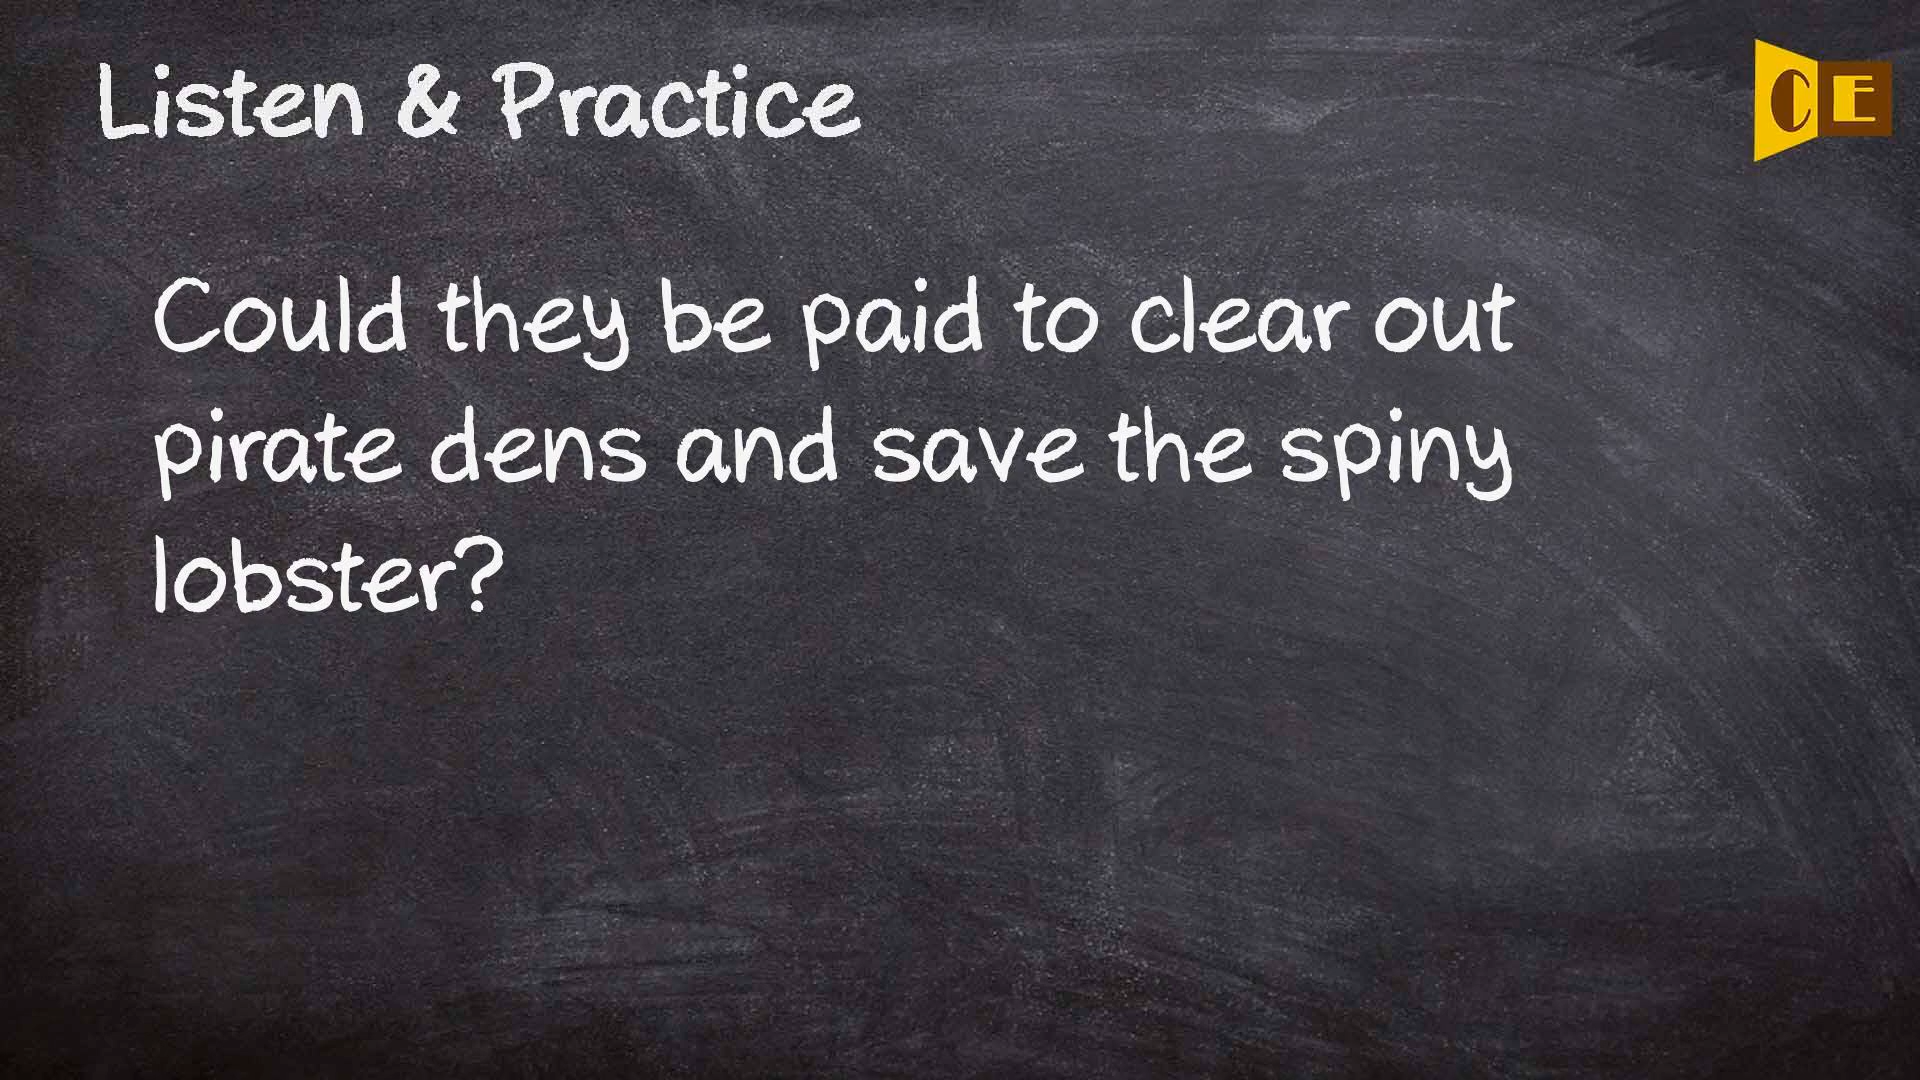 Listen & Practice
CE
Could they be paid to clear out
pirate dens and save the spiny
lobster?